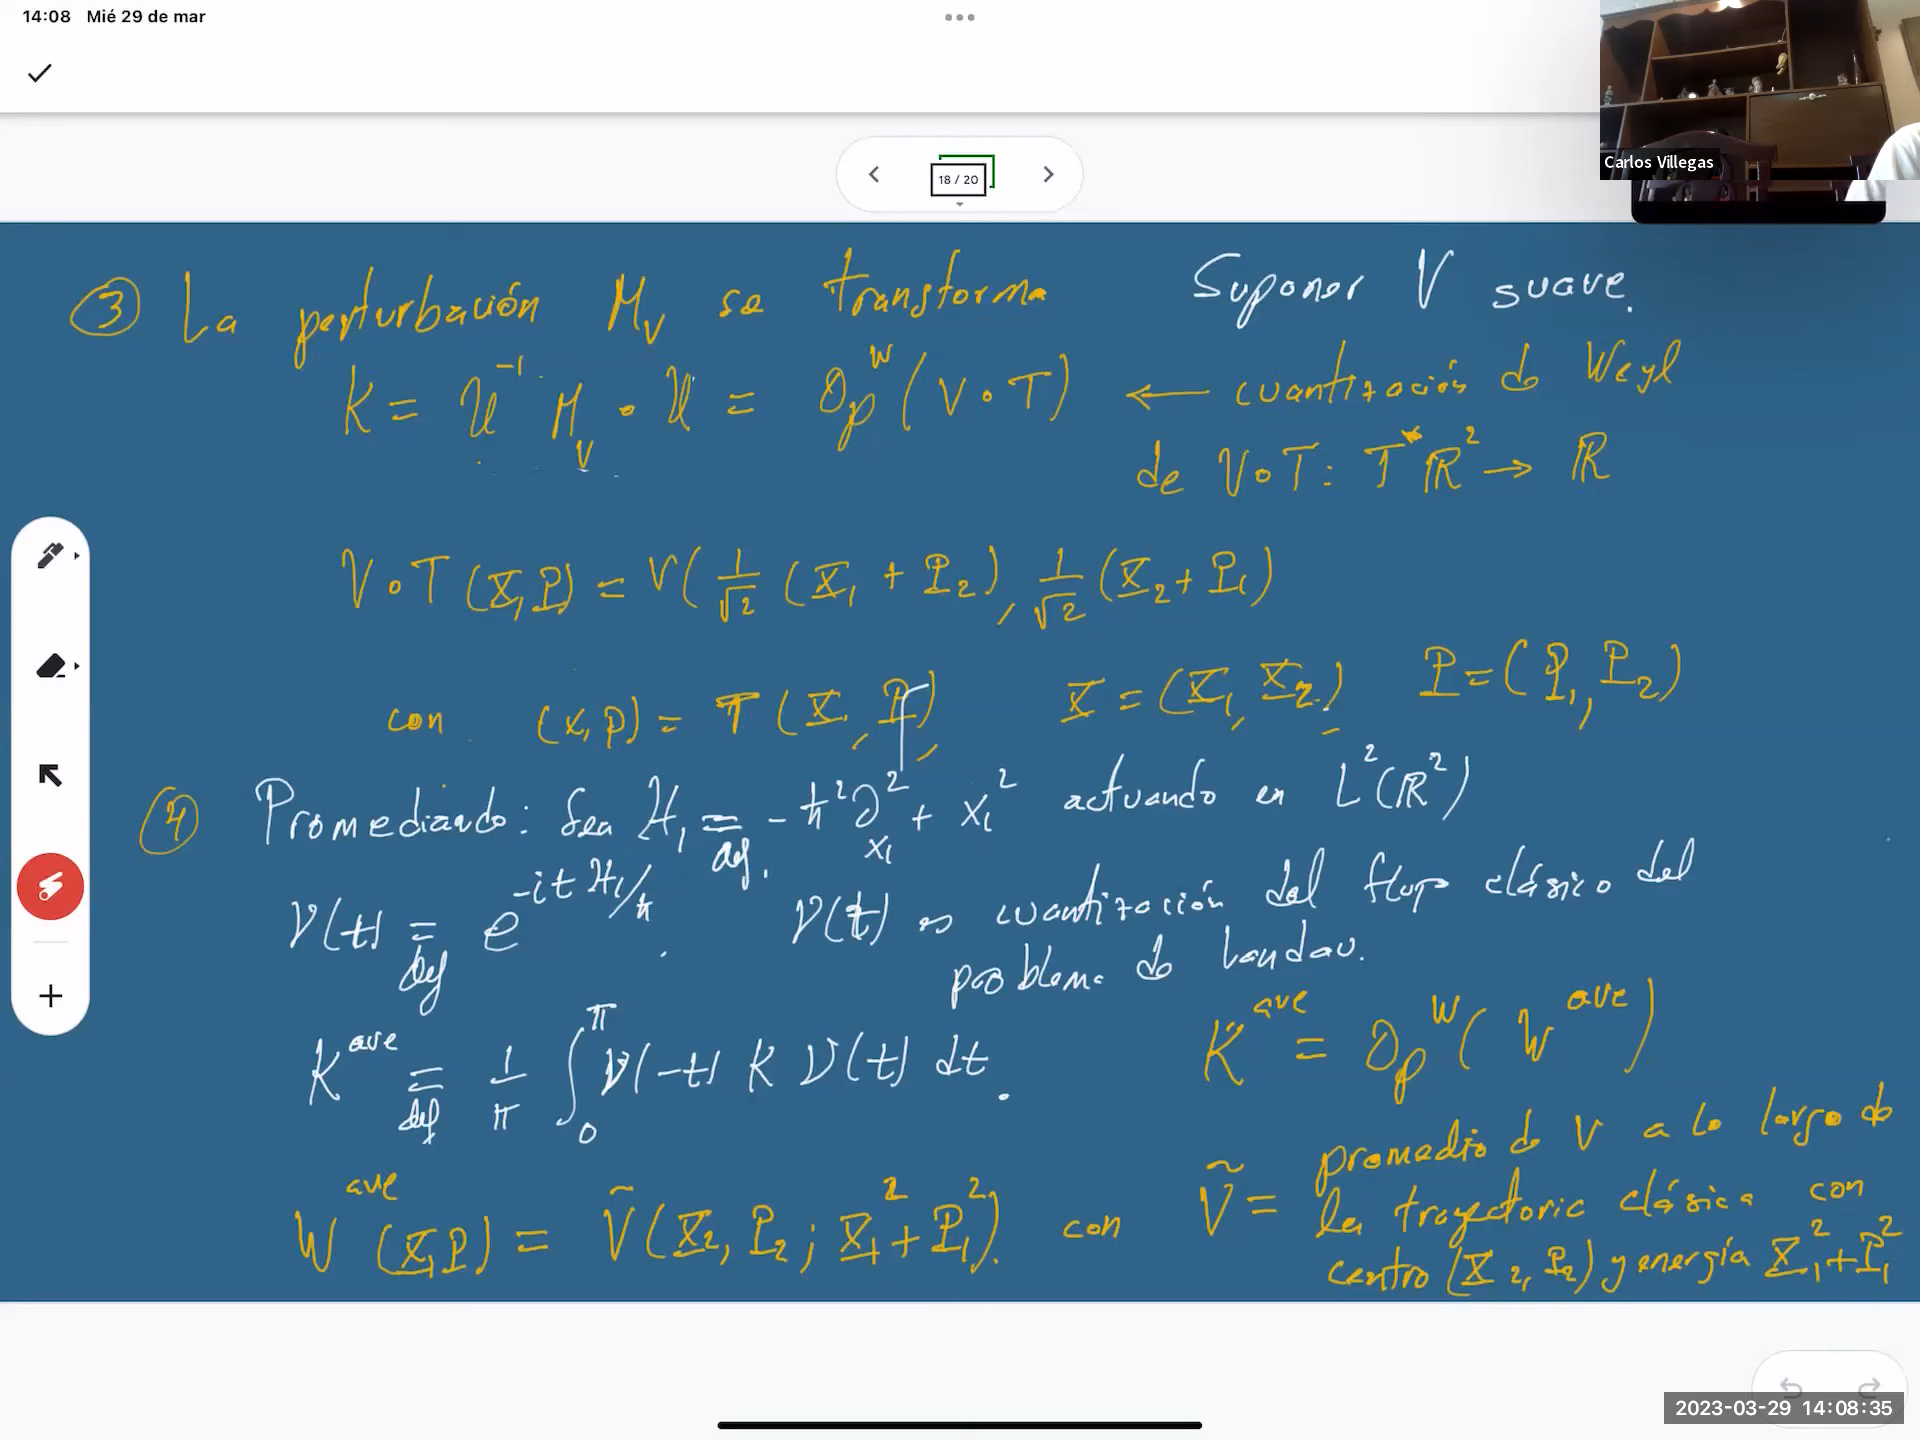 14:08 Mié 29 de mar
Carlos Villegas
18 / 20
③ La perturbación M_V se transforma Suponer V suave.
K = U^{-1} M_V ∘ U = Op^W (V∘T) ← cuantización de Weyl
de V∘T: T*ℝ² → ℝ
V∘T (X,P) = V( 1/√2 (X₁ + P₂), 1/√2 (X₂ + P₁)
con (x,p) = T (X, P), X = (X₁, X₂), P = (P₁, P₂)
④ Promediando: Sea H₁ =_{def.} -ħ²∂²_{x₁} + x₁² actuando en L²(ℝ²)
V(t) =_{def} e^{-itH₁/ħ}. V(t) es cuantización del flujo clásico del
problema de Landau.
K^{ave} =_{def} 1/π ∫₀^π V(-t) K V(t) dt. K^{ave} = Op^W( W^{ave} )
W^{ave} (X,P) = Ṽ(X₂, P₂ ; X₁² + P₁²). con Ṽ = promedio de V a lo largo de
la trayectoria clásica con
centro (X₂, P₂) y energía X₁² + P₁²
2023-03-29 14:08:35